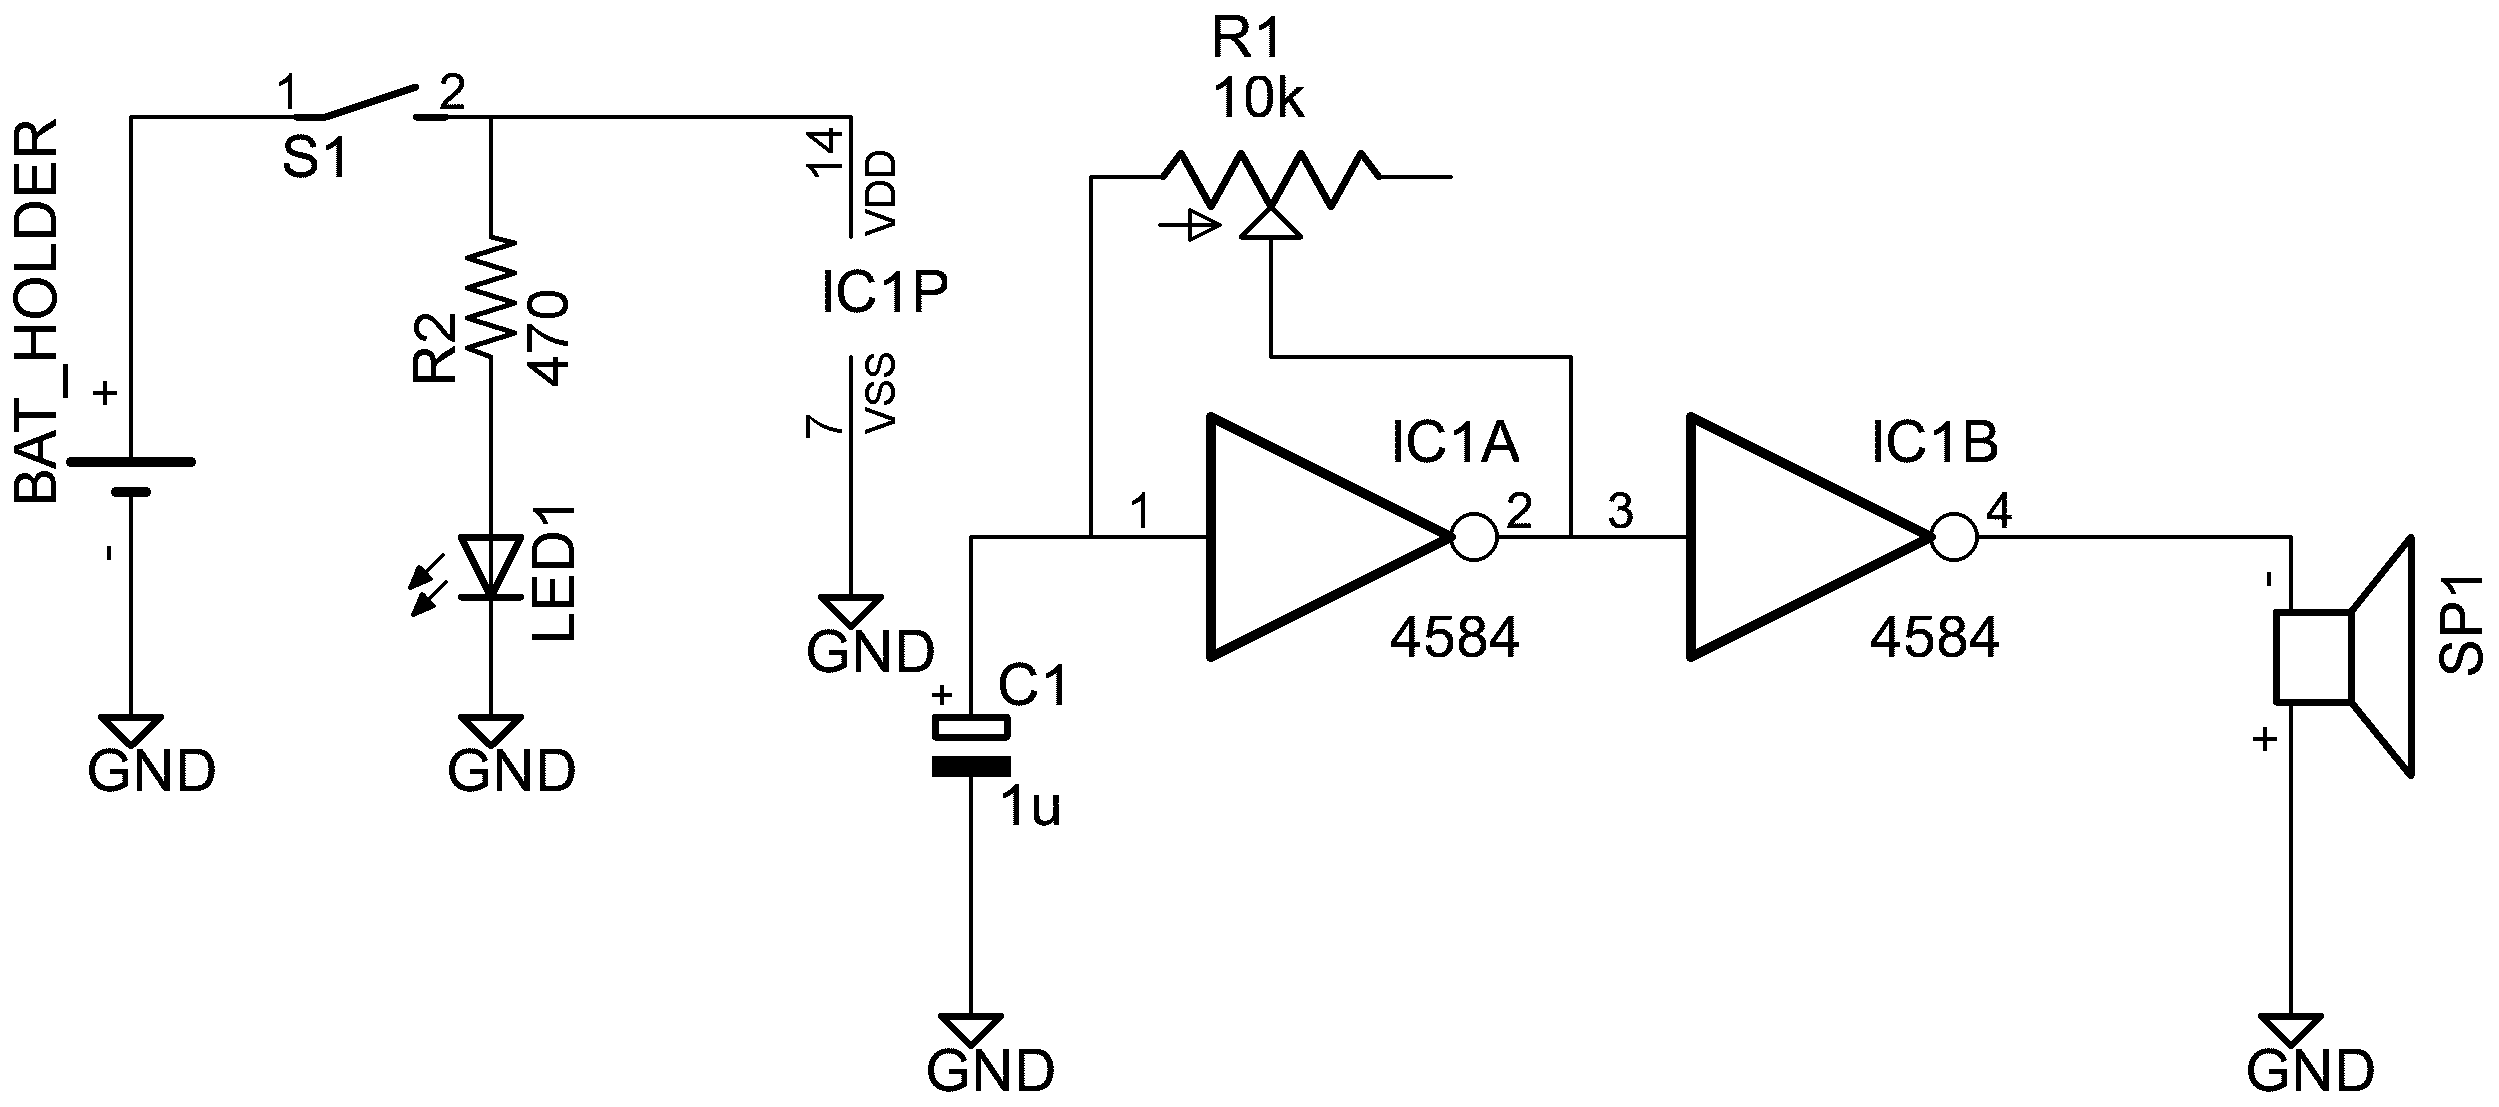 BAT_HOLDER
+
-
GND
1
2
S1
R2
470
LED1
GND
14
VDD
IC1P
VSS
7
GND
R1
10k
+
C1
1u
GND
1
IC1A
2
4584
3
IC1B
4
4584
-
+
SP1
GND